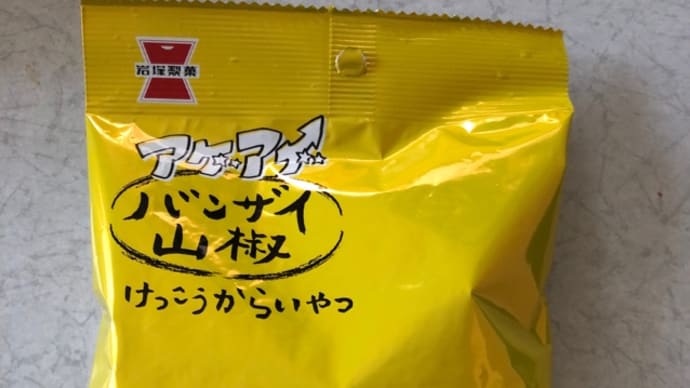 岩塚製菓
アゲアゲ
バンザイ
山椒
けっこうからいやつ